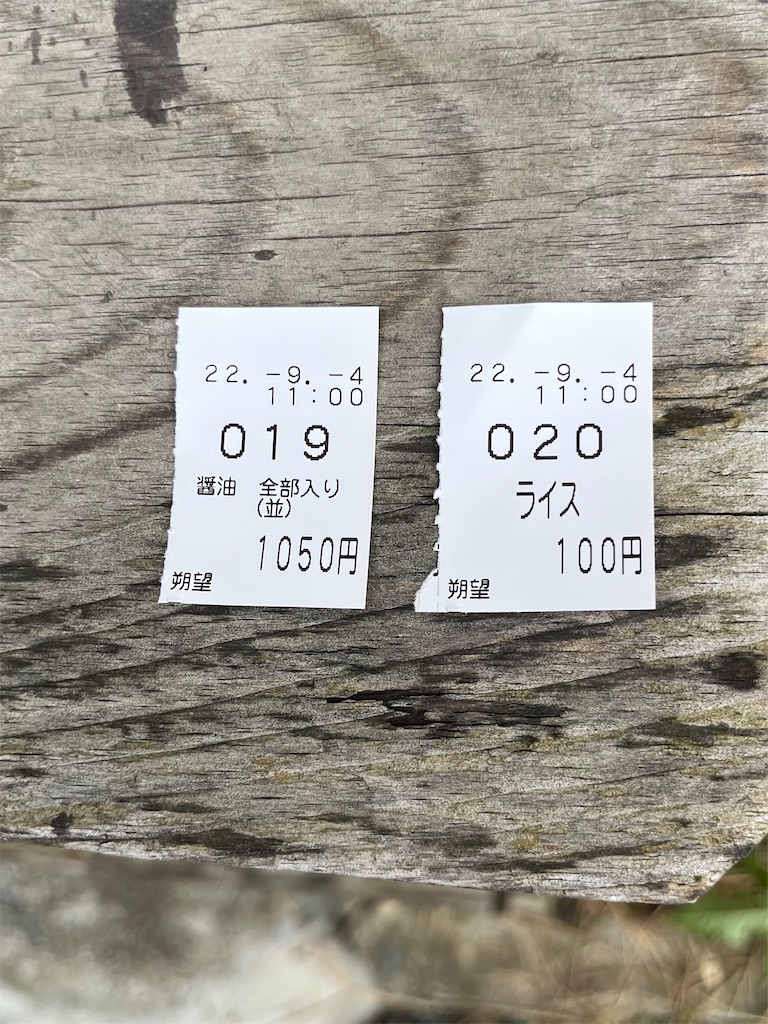 22. -9. -4
11:00
019
醤油 全部入り
(並)
1050円
朔望
22. -9. -4
11:00
020
ライス
100円
朔望